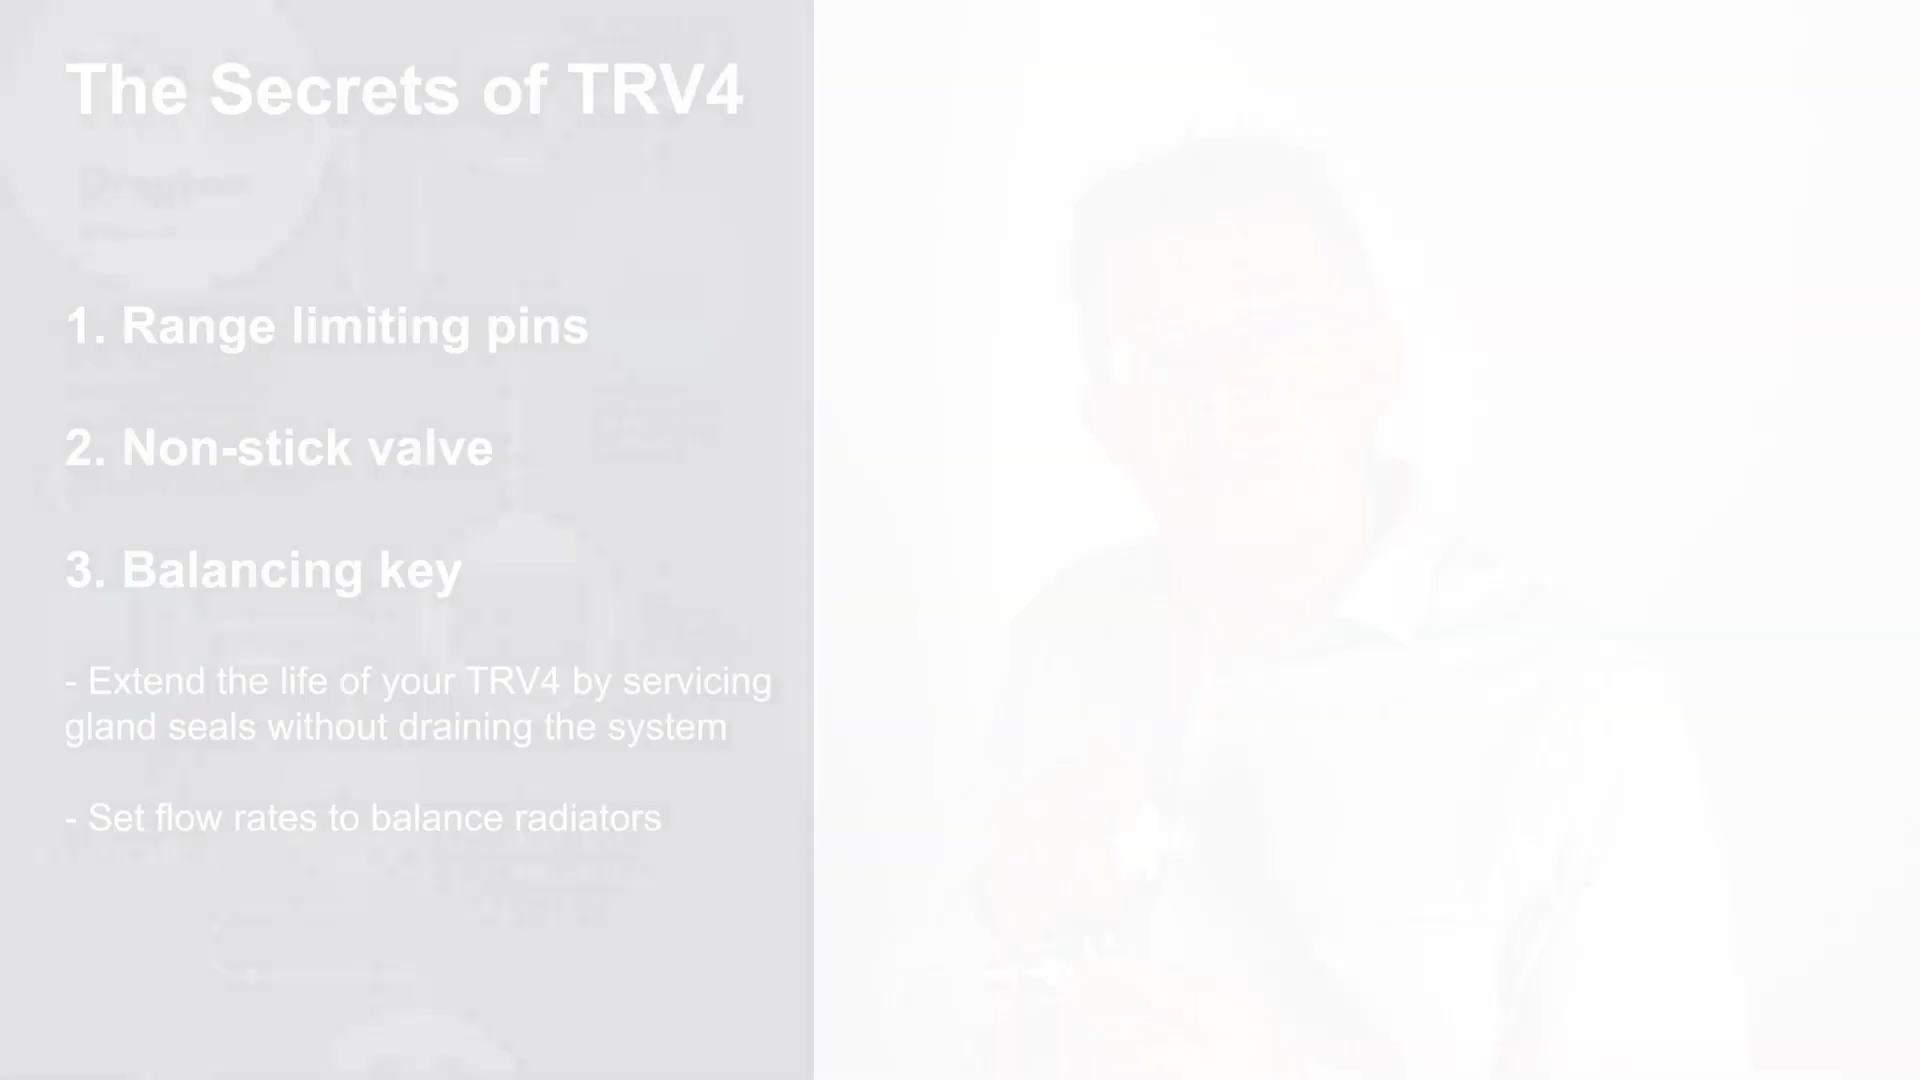 The Secrets of TRV4
1. Range limiting pins
2. Non-stick valve
3. Balancing key
- Extend the life of your TRV4 by servicing
gland seals without draining the system
- Set flow rates to balance radiators